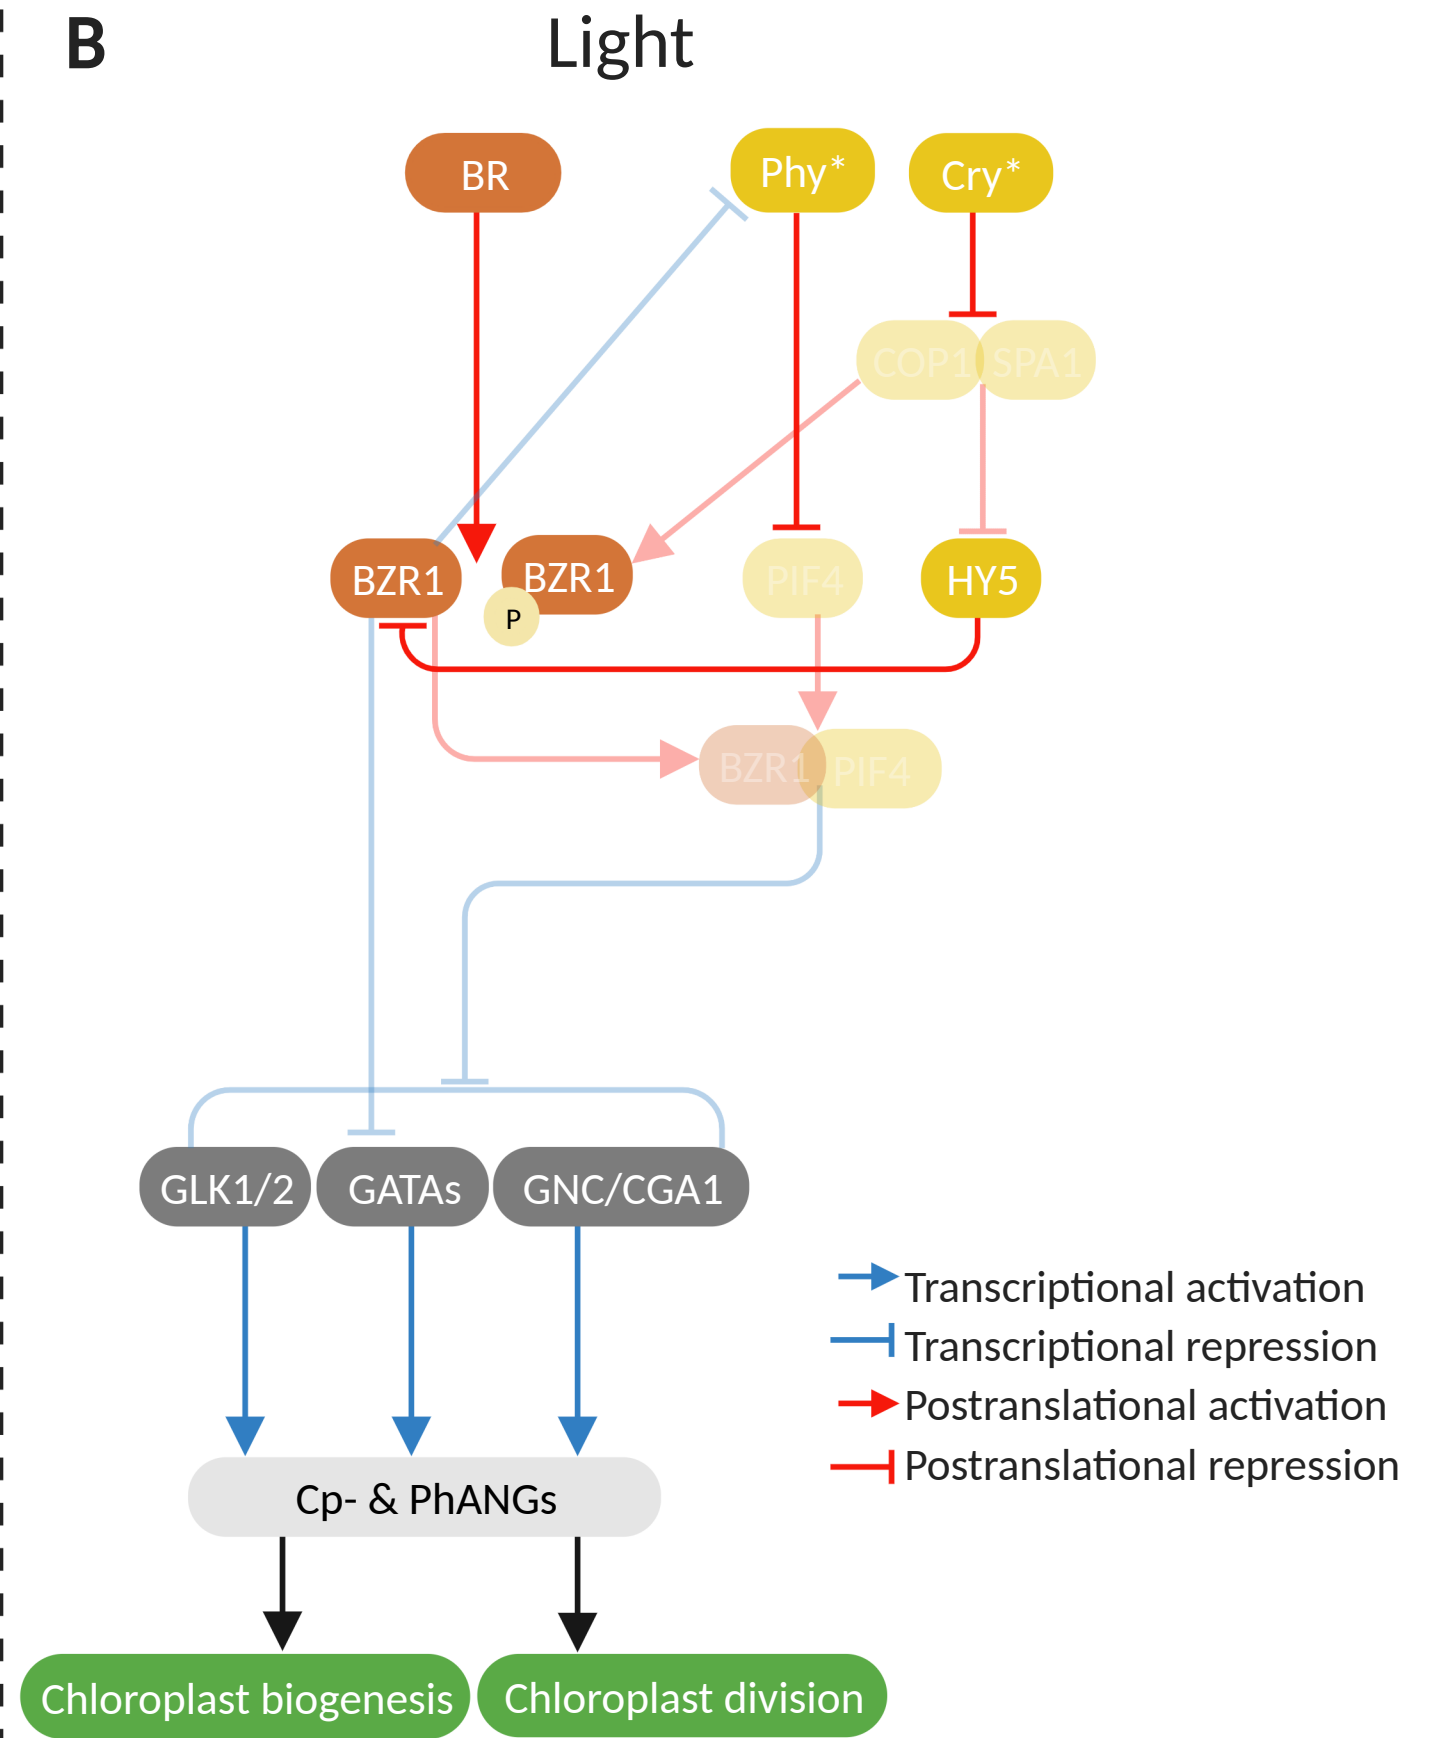 B
Light
BR
Phy*
Cry*
COP1 SPA1
BZR1
BZR1
P
PIF4
HY5
BZR1 PIF4
GLK1/2
GATAs
GNC/CGA1
Transcriptional activation
Transcriptional repression
Postranslational activation
Postranslational repression
Cp- & PhANGs
Chloroplast biogenesis
Chloroplast division